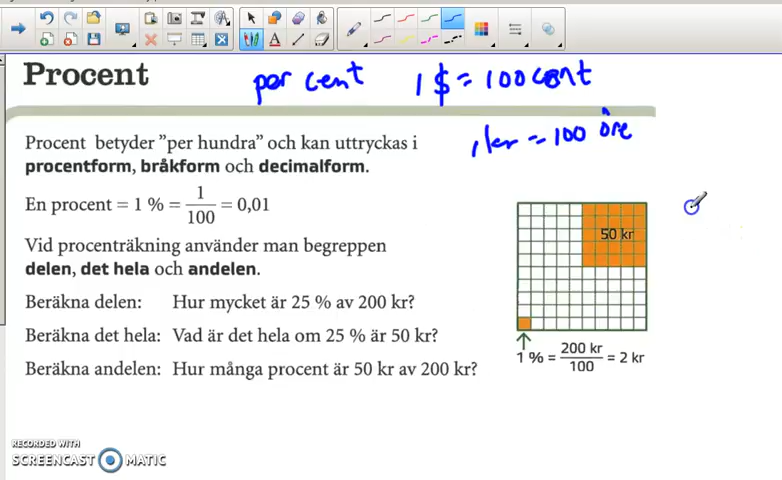 Procent
per cent 1 $ = 100 cent
1 kr = 100 öre
Procent betyder ”per hundra” och kan uttryckas i
procentform, bråkform och decimalform.
En procent = 1 % = 1/100 = 0,01
Vid procenträkning använder man begreppen
delen, det hela och andelen.
Beräkna delen: Hur mycket är 25 % av 200 kr?
Beräkna det hela: Vad är det hela om 25 % är 50 kr?
Beräkna andelen: Hur många procent är 50 kr av 200 kr?
50 kr
1 % = 200 kr/100 = 2 kr
RECORDED WITH
SCREENCAST MATIC